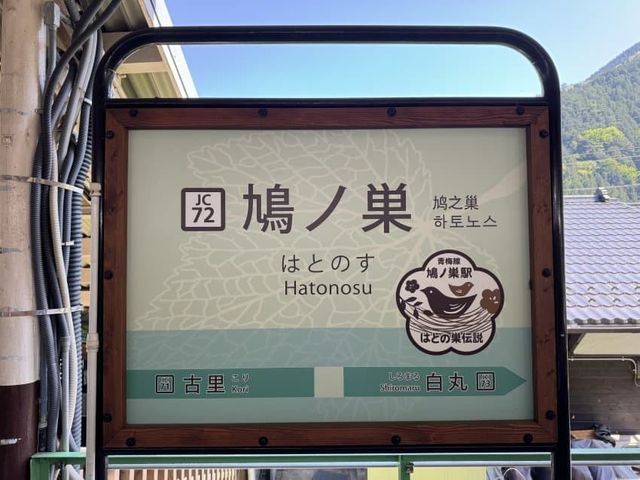 JC
72
鳩ノ巣
鸠之巢
하토노스
はとのす
Hatonosu
青梅線
鳩ノ巣駅
はとの巣伝説
JC
71
古里
こり
Kori
しろまる
Shiromaru
白丸
JC
73